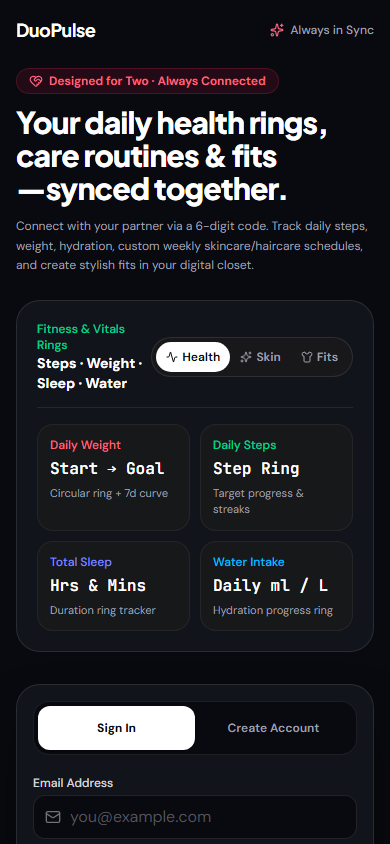 DuoPulse
Always in Sync
Designed for Two · Always Connected
Your daily health rings,
care routines & fits
—synced together.
Connect with your partner via a 6-digit code. Track daily steps,
weight, hydration, custom weekly skincare/haircare schedules,
and create stylish fits in your digital closet.
Fitness & Vitals
Rings
Steps · Weight ·
Sleep · Water
Health
Skin
Fits
Daily Weight
Start → Goal
Circular ring + 7d curve
Daily Steps
Step Ring
Target progress &
streaks
Total Sleep
Hrs & Mins
Duration ring tracker
Water Intake
Daily ml / L
Hydration progress ring
Sign In
Create Account
Email Address
you@example.com